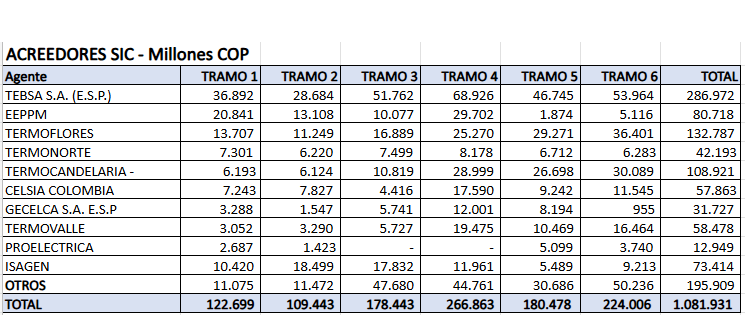 ACREEDORES SIC - Millones COP
Agente TRAMO 1 TRAMO 2 TRAMO 3 TRAMO 4 TRAMO 5 TRAMO 6 TOTAL
TEBSA S.A. (E.S.P.) 36.892 28.684 51.762 68.926 46.745 53.964 286.972
EEPPM 20.841 13.108 10.077 29.702 1.874 5.116 80.718
TERMOFLORES 13.707 11.249 16.889 25.270 29.271 36.401 132.787
TERMONORTE 7.301 6.220 7.499 8.178 6.712 6.283 42.193
TERMOCANDELARIA - 6.193 6.124 10.819 28.999 26.698 30.089 108.921
CELSIA COLOMBIA 7.243 7.827 4.416 17.590 9.242 11.545 57.863
GECELCA S.A. E.S.P 3.288 1.547 5.741 12.001 8.194 955 31.727
TERMOVALLE 3.052 3.290 5.727 19.475 10.469 16.464 58.478
PROELECTRICA 2.687 1.423 - - 5.099 3.740 12.949
ISAGEN 10.420 18.499 17.832 11.961 5.489 9.213 73.414
OTROS 11.075 11.472 47.680 44.761 30.686 50.236 195.909
TOTAL 122.699 109.443 178.443 266.863 180.478 224.006 1.081.931